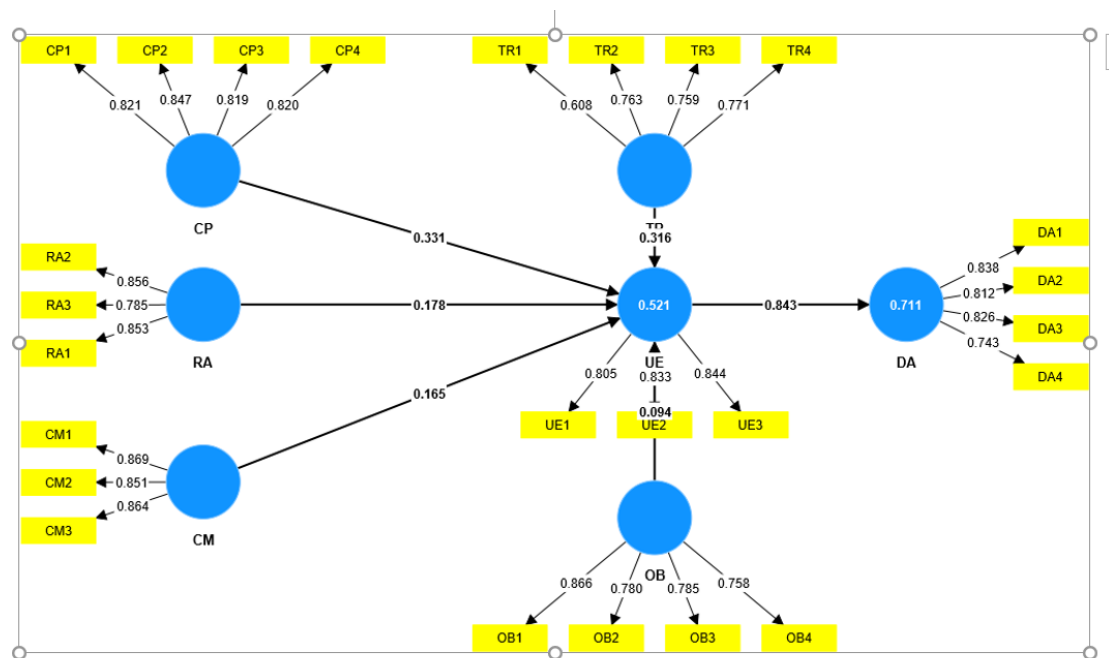 CP1 CP2 CP3 CP4
0.821 0.847 0.819 0.820
CP
TR1 TR2 TR3 TR4
0.608 0.763 0.759 0.771
TR
0.316
0.331
RA2
RA3
RA1
0.856
0.785
0.853
RA
0.178
0.521
UE
0.843
0.711
DA
DA1
DA2
DA3
DA4
0.838
0.812
0.826
0.743
0.805 0.833 0.844
0.094
UE1 UE2 UE3
0.165
CM1
CM2
CM3
0.869
0.851
0.864
CM
OB
0.866 0.780 0.785 0.758
OB1 OB2 OB3 OB4